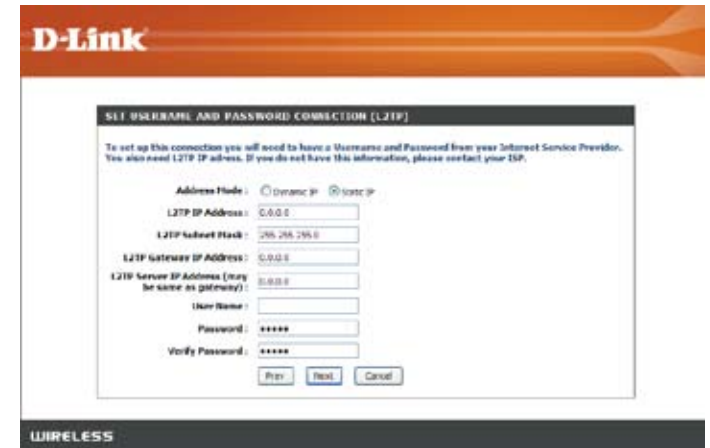 D-Link
SET USERNAME AND PASSWORD CONNECTION (L2TP)
To set up this connection you will need to have a Username and Password from your Internet Service Provider.
You also need L2TP IP adress. If you do not have this information, please contact your ISP.
Address Mode : Dynamic IP Static IP
L2TP IP Address : 0.0.0.0
L2TP Subnet Mask : 255.255.255.0
L2TP Gateway IP Address : 0.0.0.0
L2TP Server IP Address (may
be same as gateway) : 0.0.0.0
User Name :
Password : •••••
Verify Password : •••••
Prev Next Cancel
WIRELESS